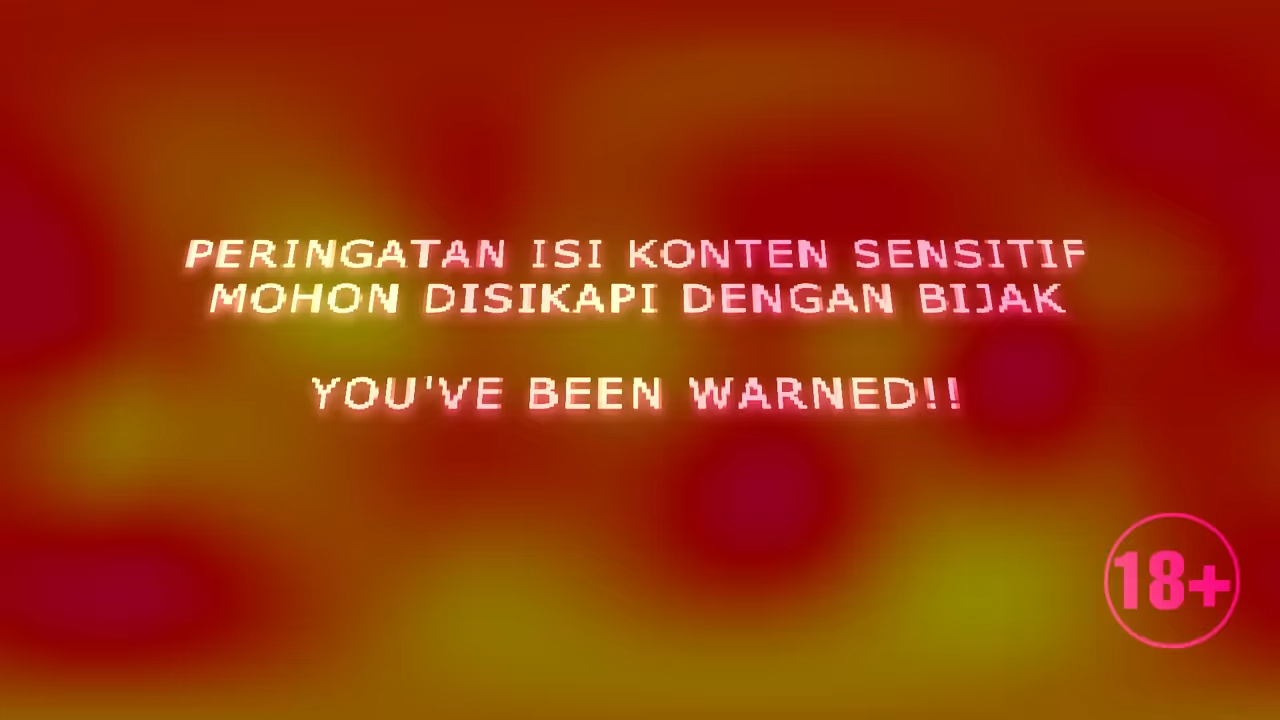 PERINGATAN ISI KONTEN SENSITIF
MOHON DISIKAPI DENGAN BIJAK
YOU'VE BEEN WARNED!!
18+